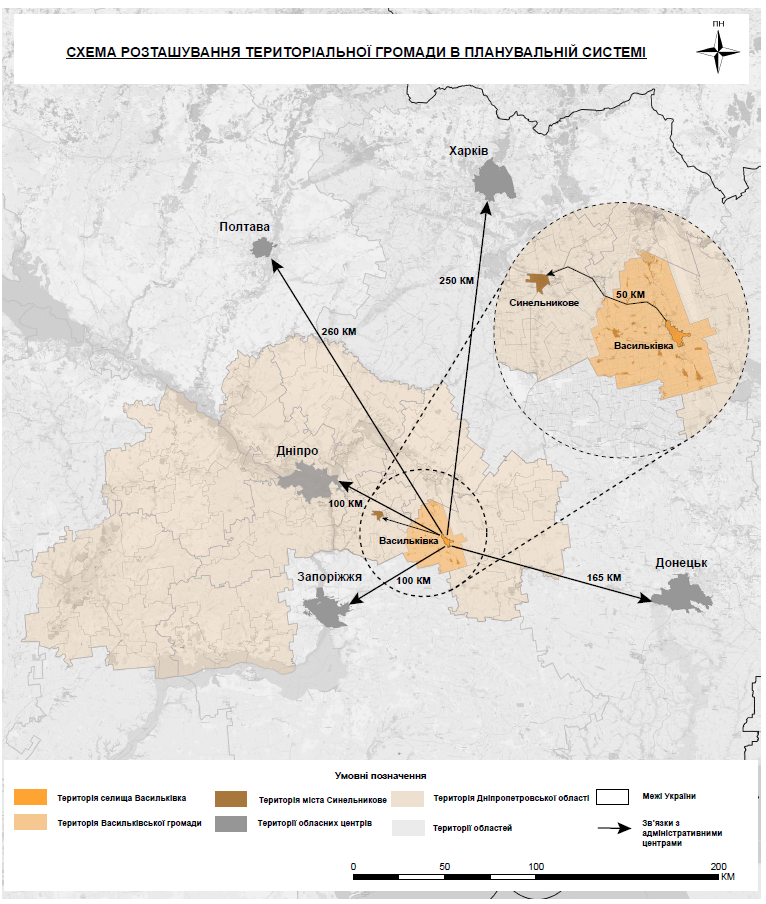 ПН
СХЕМА РОЗТАШУВАННЯ ТЕРИТОРІАЛЬНОЇ ГРОМАДИ В ПЛАНУВАЛЬНІЙ СИСТЕМІ
Харків
Полтава
250 КМ
Синельникове
50 КМ
260 КМ
Васильківка
Дніпро
100 КМ
Васильківка
Запоріжжя
100 КМ
165 КМ
Донецьк
Умовні позначення
Територія селища Васильківка
Територія міста Синельникове
Територія Дніпропетровської області
Межі України
Територія Васильківської громади
Території обласних центрів
Території областей
Зв'язки з
адміністративними
центрами
0 50 100 200
КМ